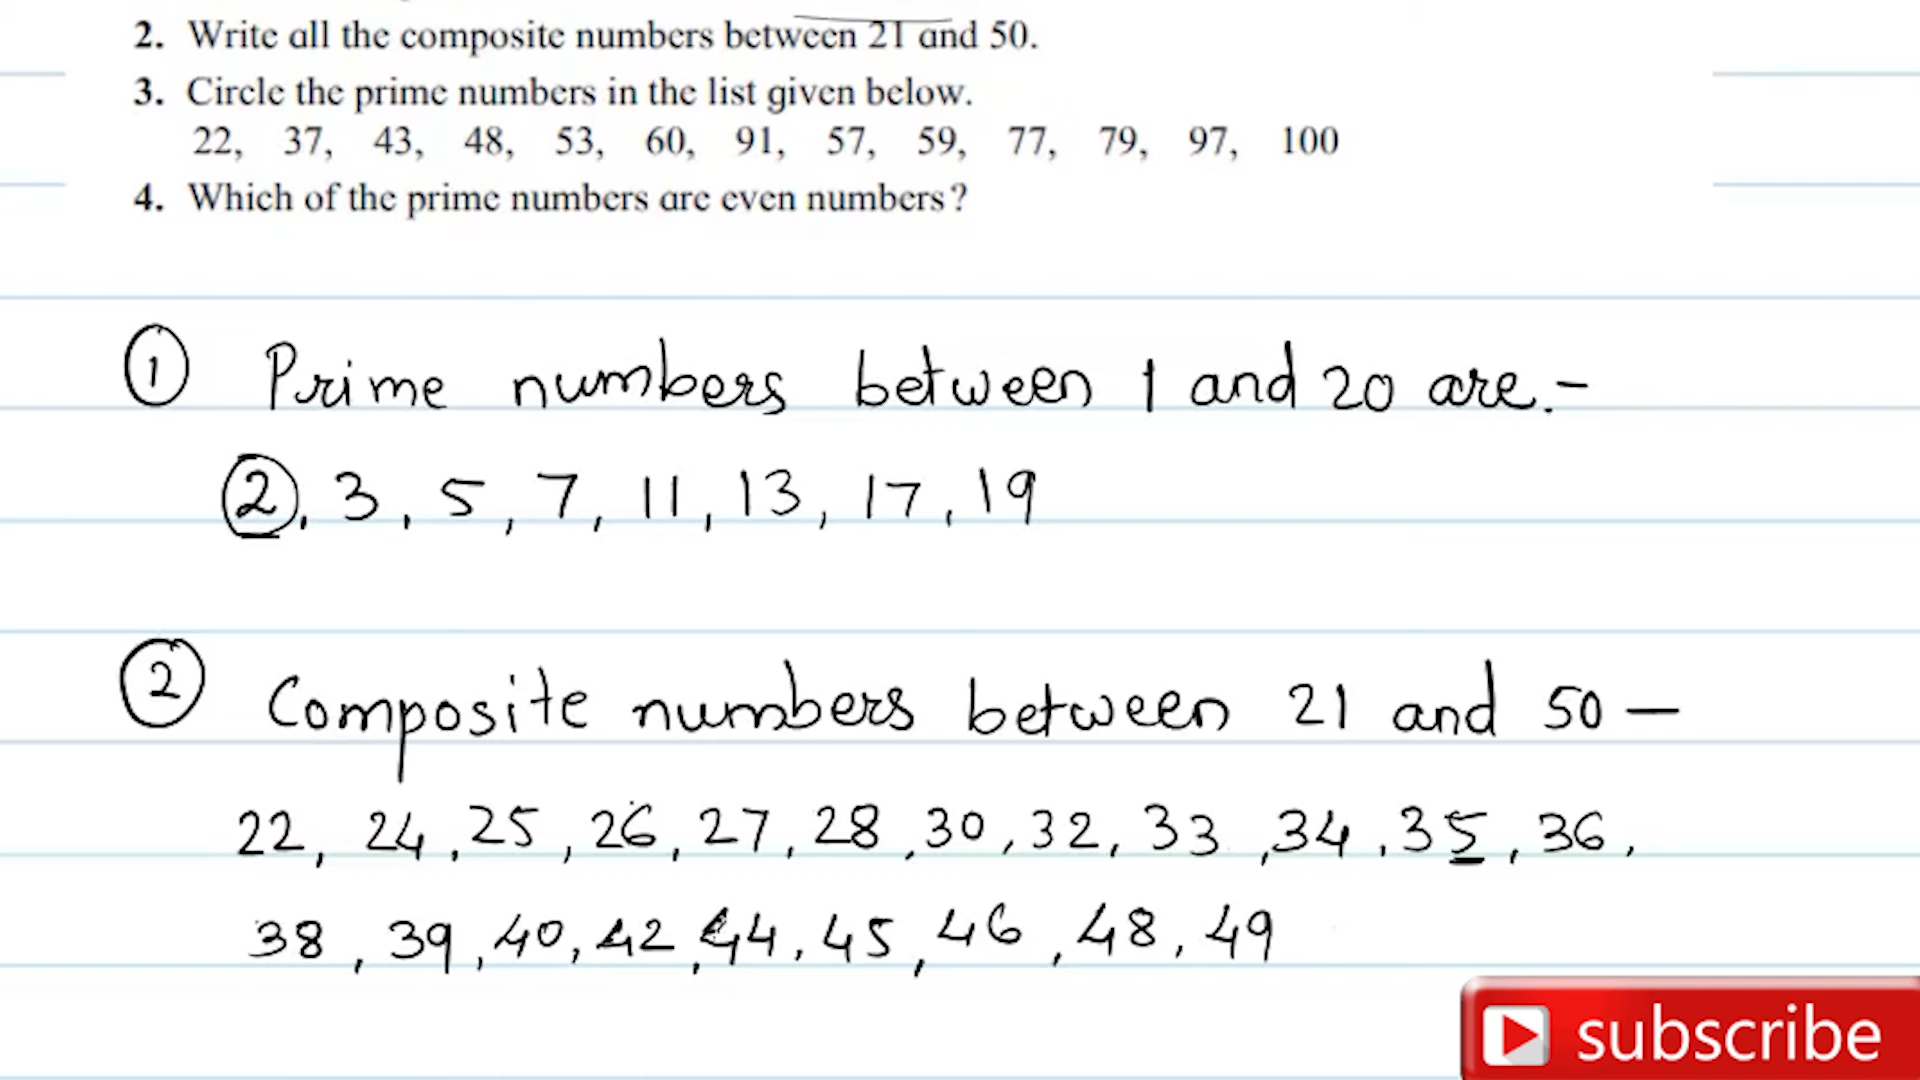 2. Write all the composite numbers between 21 and 50.
3. Circle the prime numbers in the list given below.
22, 37, 43, 48, 53, 60, 91, 57, 59, 77, 79, 97, 100
4. Which of the prime numbers are even numbers?
① Prime numbers between 1 and 20 are.-
②, 3, 5, 7, 11, 13, 17, 19
② Composite numbers between 21 and 50 —
22, 24, 25, 26, 27, 28, 30, 32, 33, 34, 35, 36,
38, 39, 40, 42, 44, 45, 46, 48, 49
subscribe